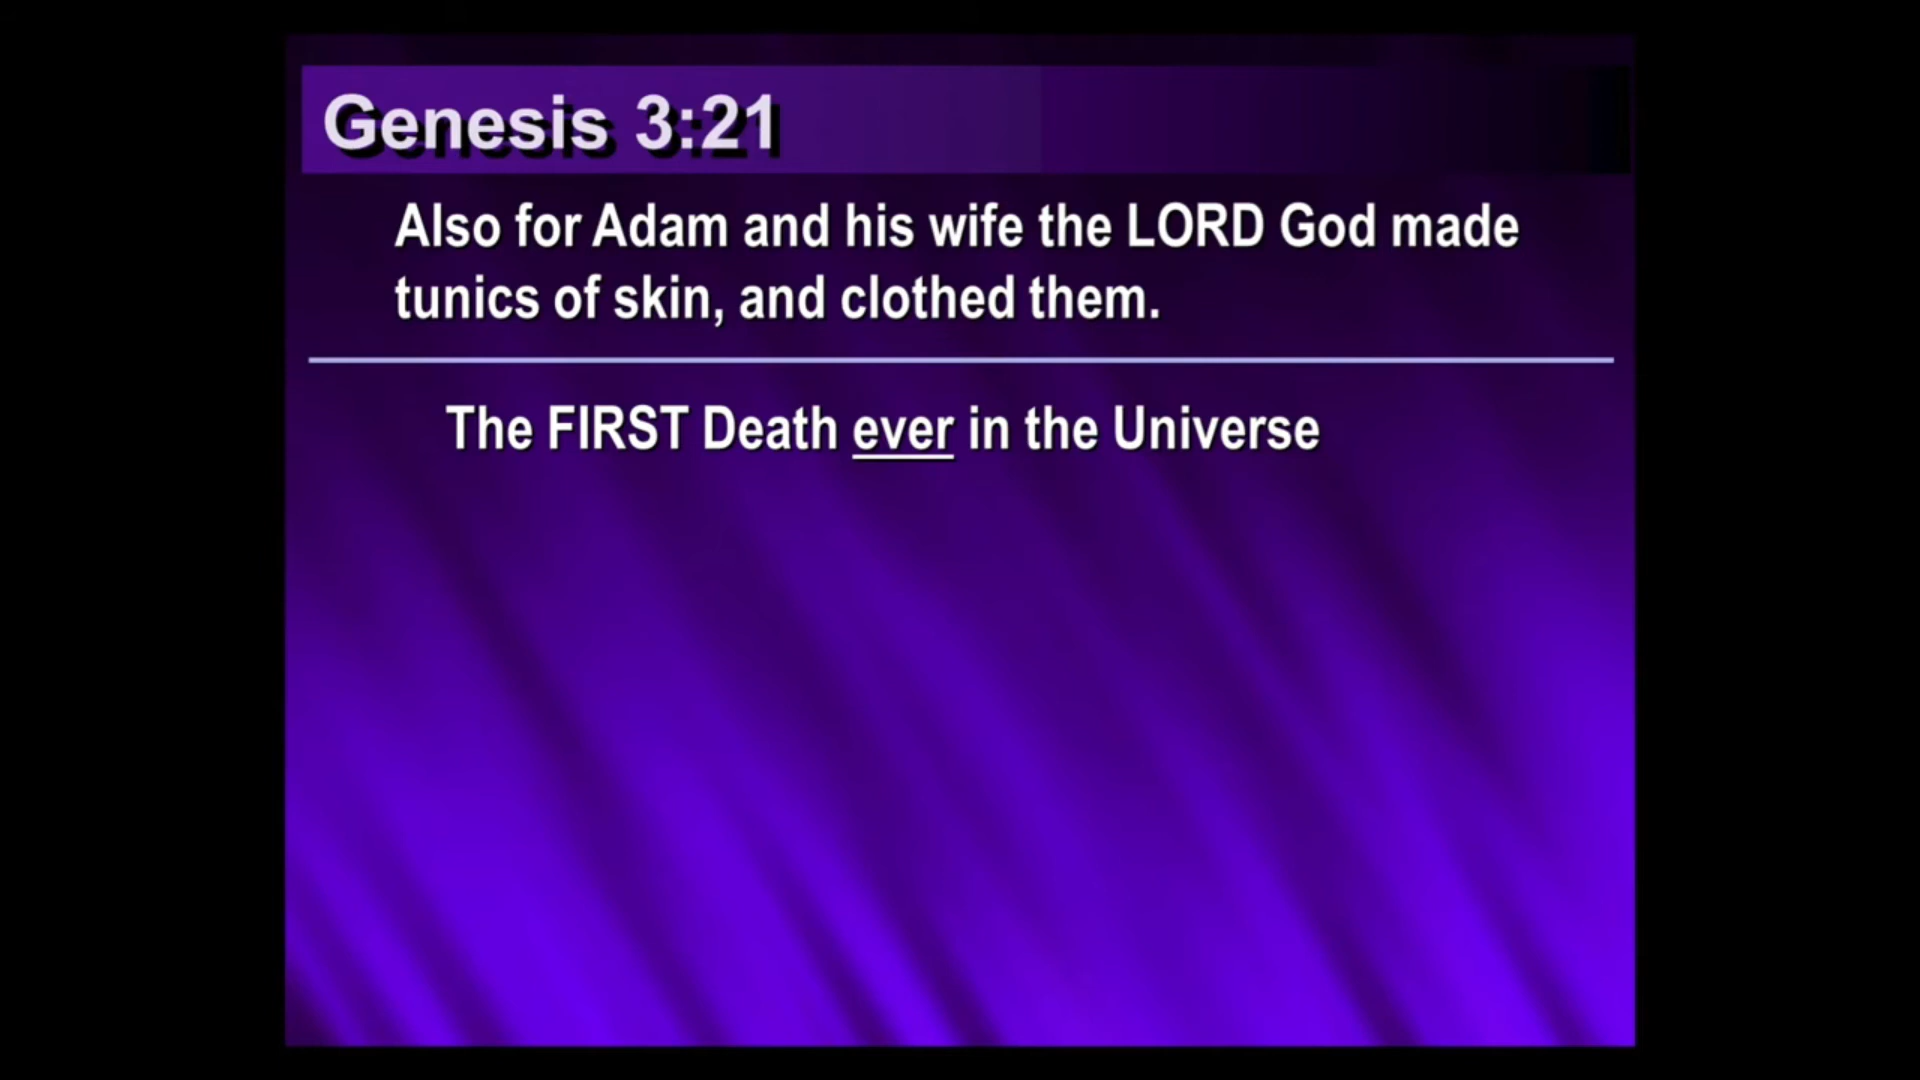 Genesis 3:21
Also for Adam and his wife the LORD God made
tunics of skin, and clothed them.
The FIRST Death ever in the Universe